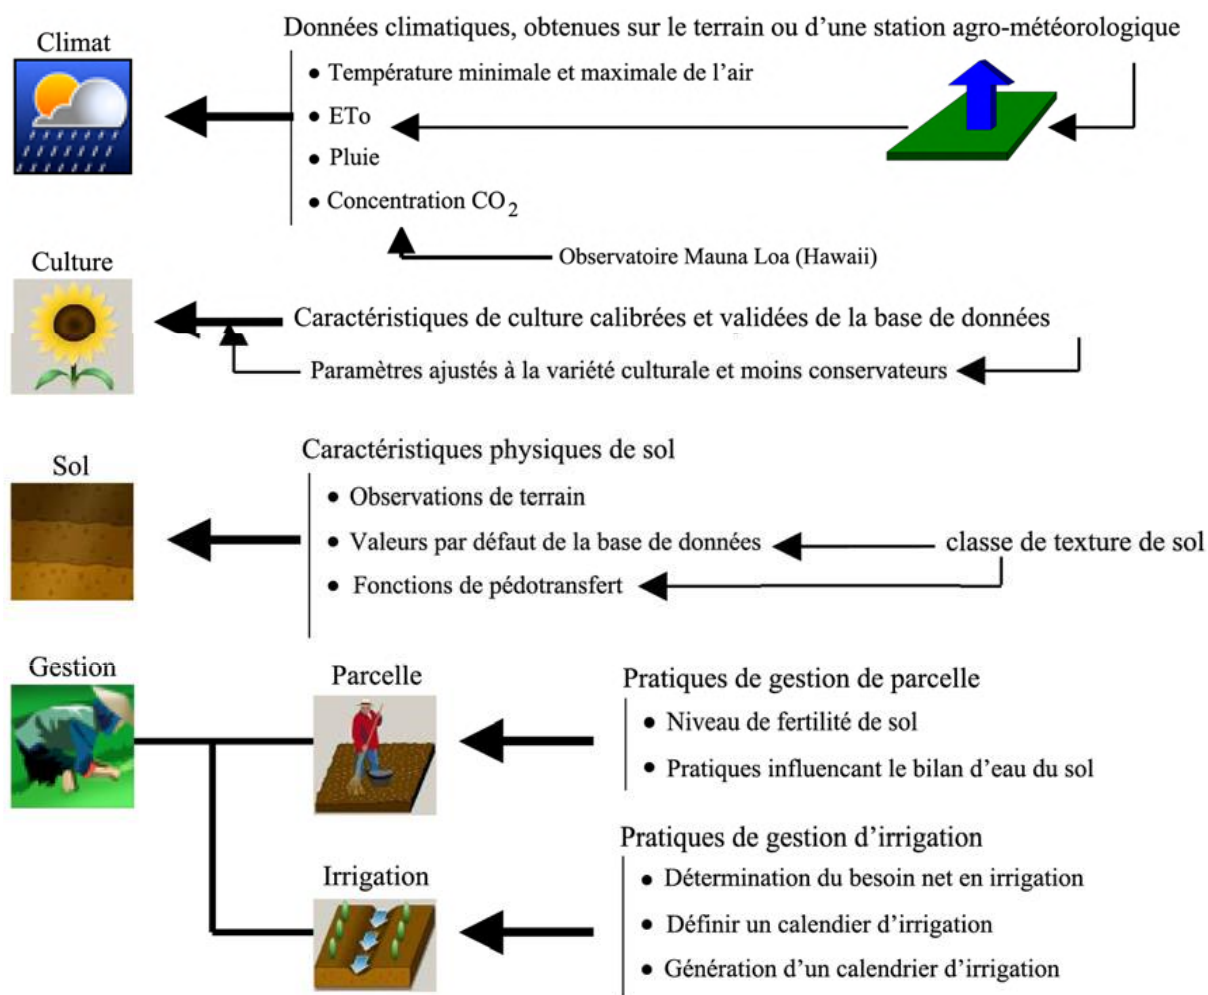 Climat
Données climatiques, obtenues sur le terrain ou d’une station agro-météorologique
• Température minimale et maximale de l’air
• ETo
• Pluie
• Concentration CO2
Observatoire Mauna Loa (Hawaii)
Culture
Caractéristiques de culture calibrées et validées de la base de données
Paramètres ajustés à la variété culturale et moins conservateurs
Sol
Caractéristiques physiques de sol
• Observations de terrain
• Valeurs par défaut de la base de données
classe de texture de sol
• Fonctions de pédotransfert
Gestion
Parcelle
Pratiques de gestion de parcelle
• Niveau de fertilité de sol
• Pratiques influencant le bilan d’eau du sol
Irrigation
Pratiques de gestion d’irrigation
• Détermination du besoin net en irrigation
• Définir un calendier d’irrigation
• Génération d’un calendrier d’irrigation